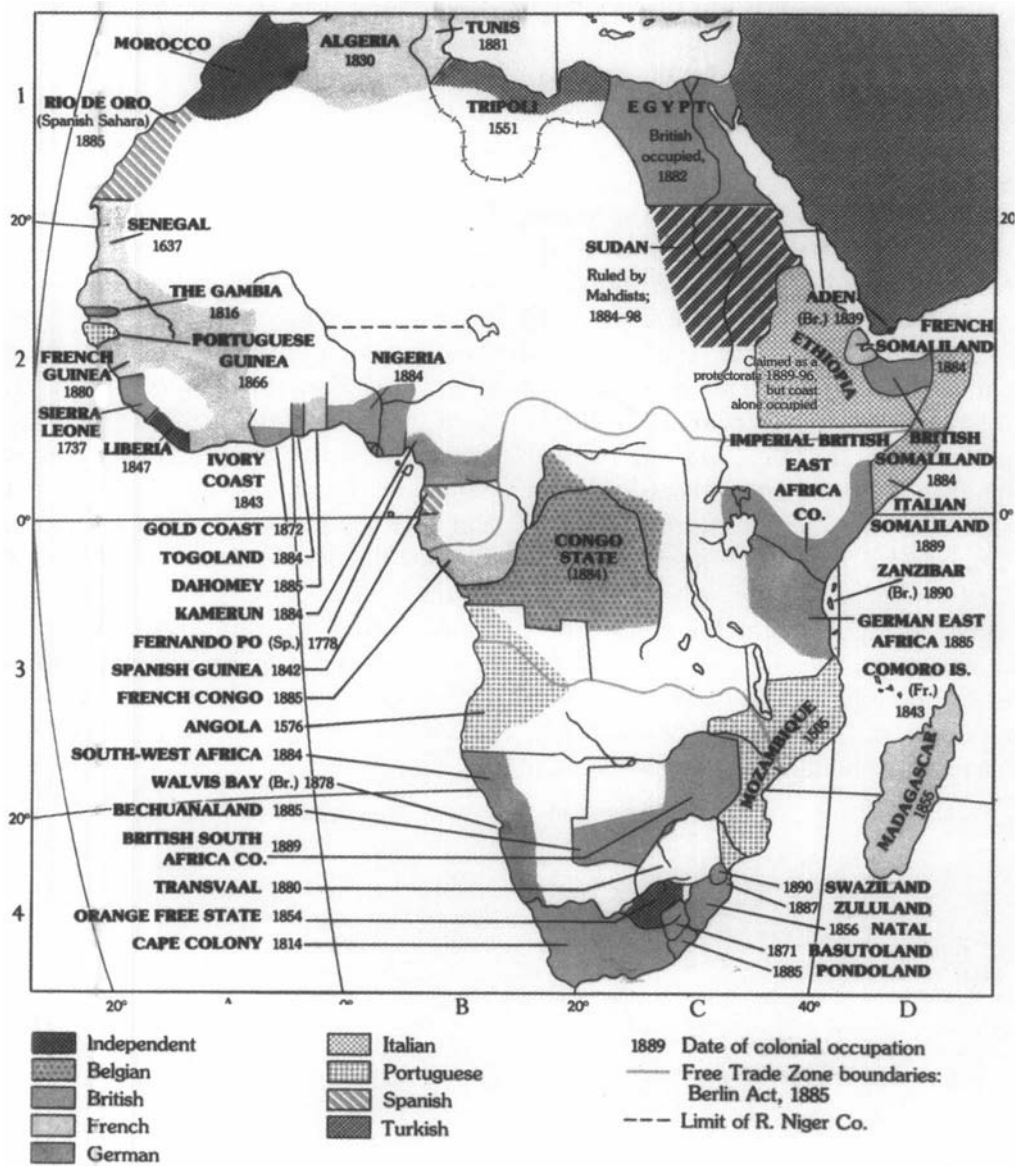 MOROCCO
ALGERIA
1830
TUNIS
1881
1
RIO DE ORO
(Spanish Sahara)
1885
TRIPOLI
1551
EGYPT
British
occupied,
1882
20°
20
SENEGAL
1637
SUDAN
Ruled by
Mahdists;
1884–98
THE GAMBIA
1816
ADEN
(Br.) 1839
PORTUGUESE
GUINEA
1866
ETHIOPIA
FRENCH
SOMALILAND
1884
2
FRENCH
GUINEA
1880
NIGERIA
1884
Claimed as a
protectorate 1889-96
but coast
alone occupied
SIERRA
LEONE
1737
LIBERIA
1847
IVORY
COAST
1843
IMPERIAL BRITISH
EAST
AFRICA
CO.
BRITISH
SOMALILAND
1884
ITALIAN
SOMALILAND
1889
0°
0°
GOLD COAST 1872
TOGOLAND 1884
DAHOMEY 1885
KAMERUN 1884
FERNANDO PO (Sp.) 1778
SPANISH GUINEA 1842
FRENCH CONGO 1885
CONGO
STATE
(1884)
ZANZIBAR
(Br.) 1890
GERMAN EAST
AFRICA 1885
3
COMORO IS.
(Fr.)
1843
ANGOLA 1576
SOUTH-WEST AFRICA 1884
WALVIS BAY (Br.) 1878
BECHUANALAND 1885
BRITISH SOUTH
AFRICA CO. 1889
MOZAMBIQUE
1505
MADAGASCAR
1855
20°
TRANSVAAL 1880
ORANGE FREE STATE 1854
CAPE COLONY 1814
4
1890 SWAZILAND
1887 ZULULAND
1856 NATAL
1871 BASUTOLAND
1885 PONDOLAND
20° A 0° B 20° C 40° D
Independent
Belgian
British
French
German
Italian
Portuguese
Spanish
Turkish
1889 Date of colonial occupation
Free Trade Zone boundaries:
Berlin Act, 1885
Limit of R. Niger Co.